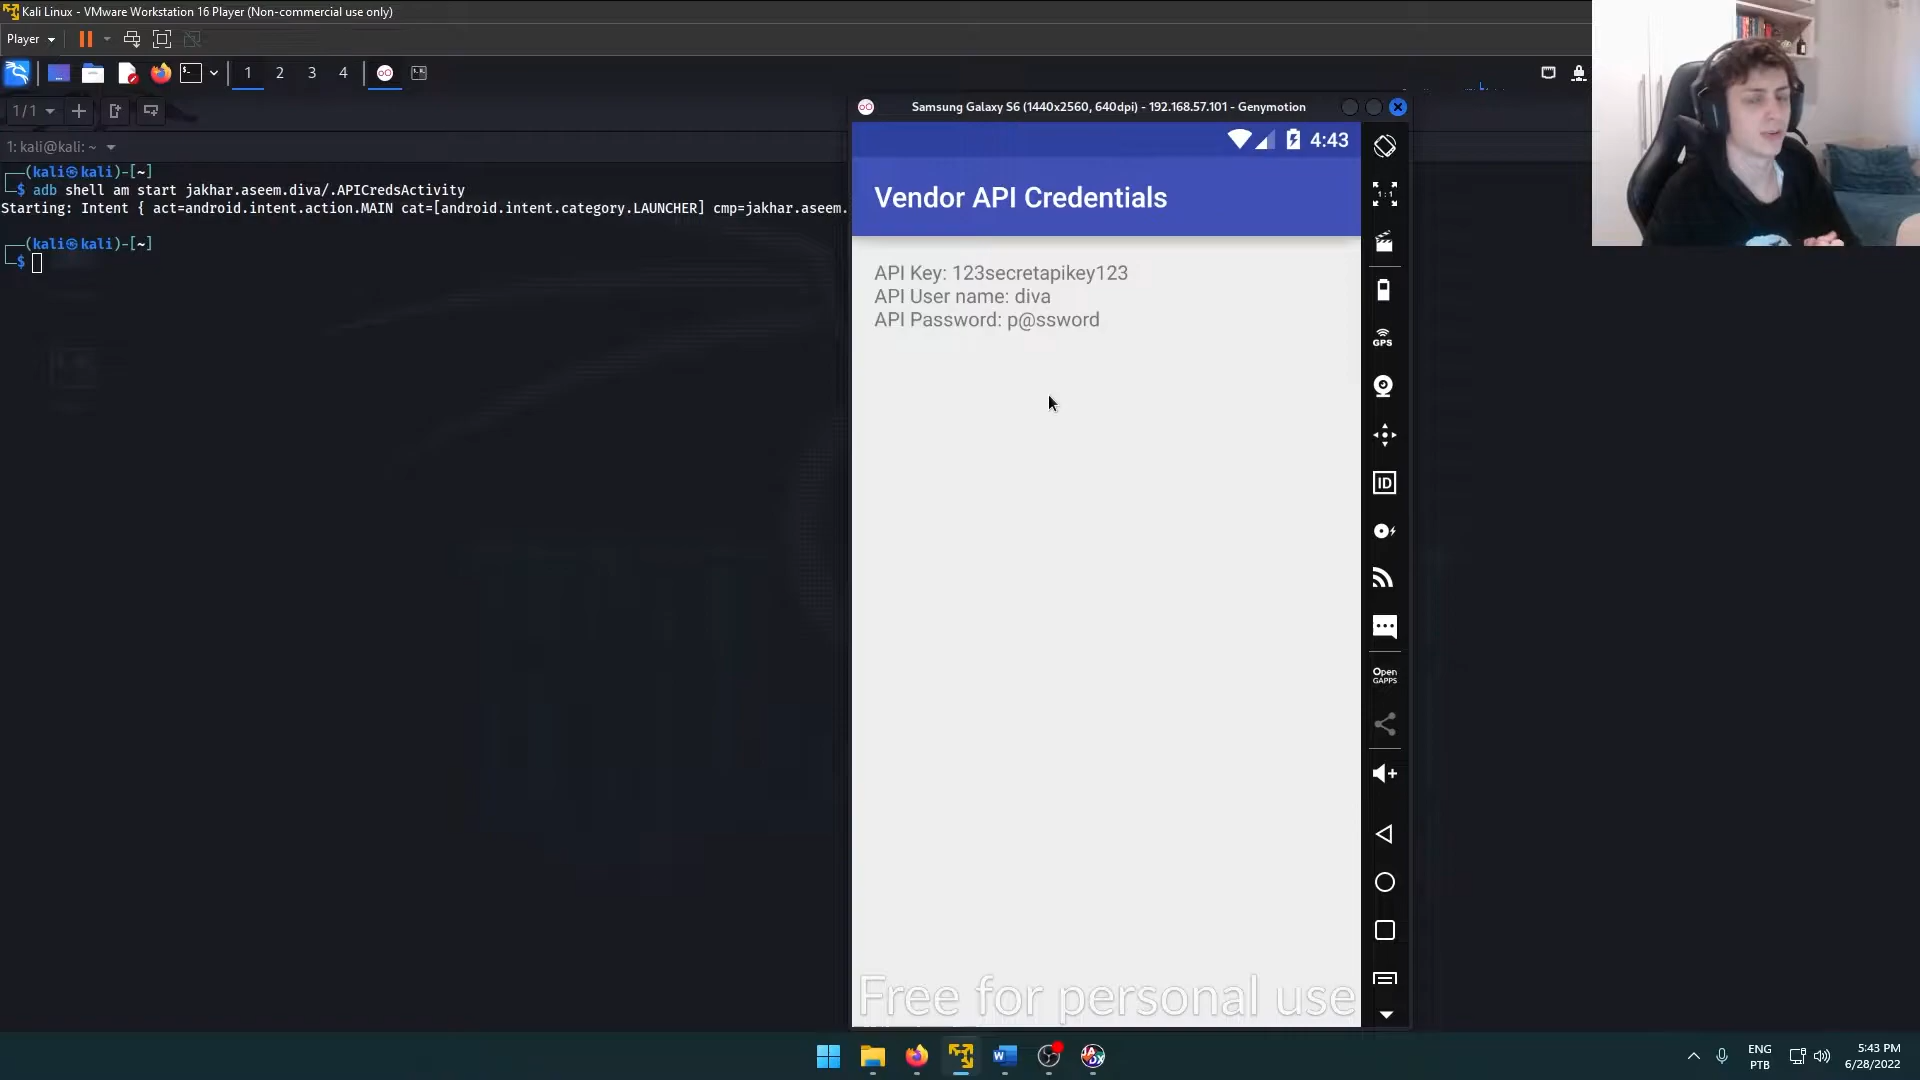 Kali Linux - VMware Workstation 16 Player (Non-commercial use only)
Player
1 2 3 4
1/1
1: kali@kali: ~
(kali㉿kali)-[~]
$ adb shell am start jakhar.aseem.diva/.APICredsActivity
Starting: Intent { act=android.intent.action.MAIN cat=[android.intent.category.LAUNCHER] cmp=jakhar.aseem.
(kali㉿kali)-[~]
$
Samsung Galaxy S6 (1440x2560, 640dpi) - 192.168.57.101 - Genymotion
4:43
Vendor API Credentials
API Key: 123secretapikey123
API User name: diva
API Password: p@ssword
1:1
GPS
ID
Open
GAPPS
Free for personal use
ENG
PTB
5:43 PM
6/28/2022